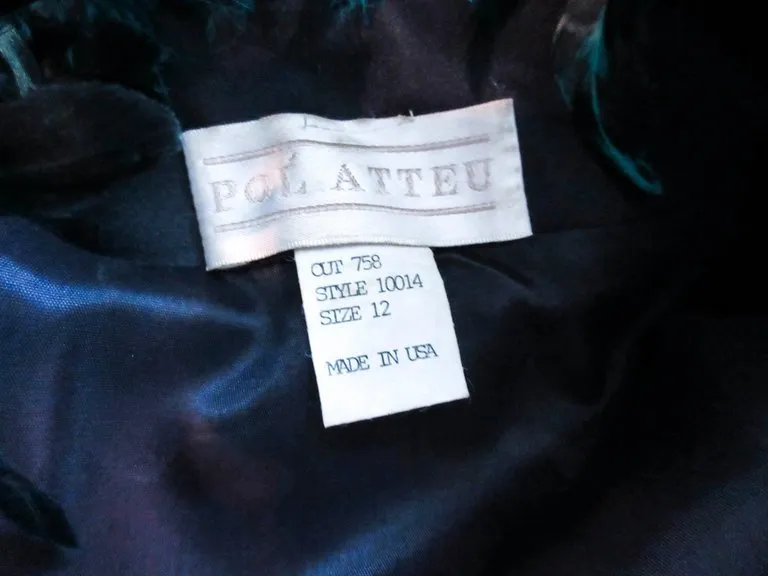 POL' ATTEU
CUT 758
STYLE 10014
SIZE 12
MADE IN USA